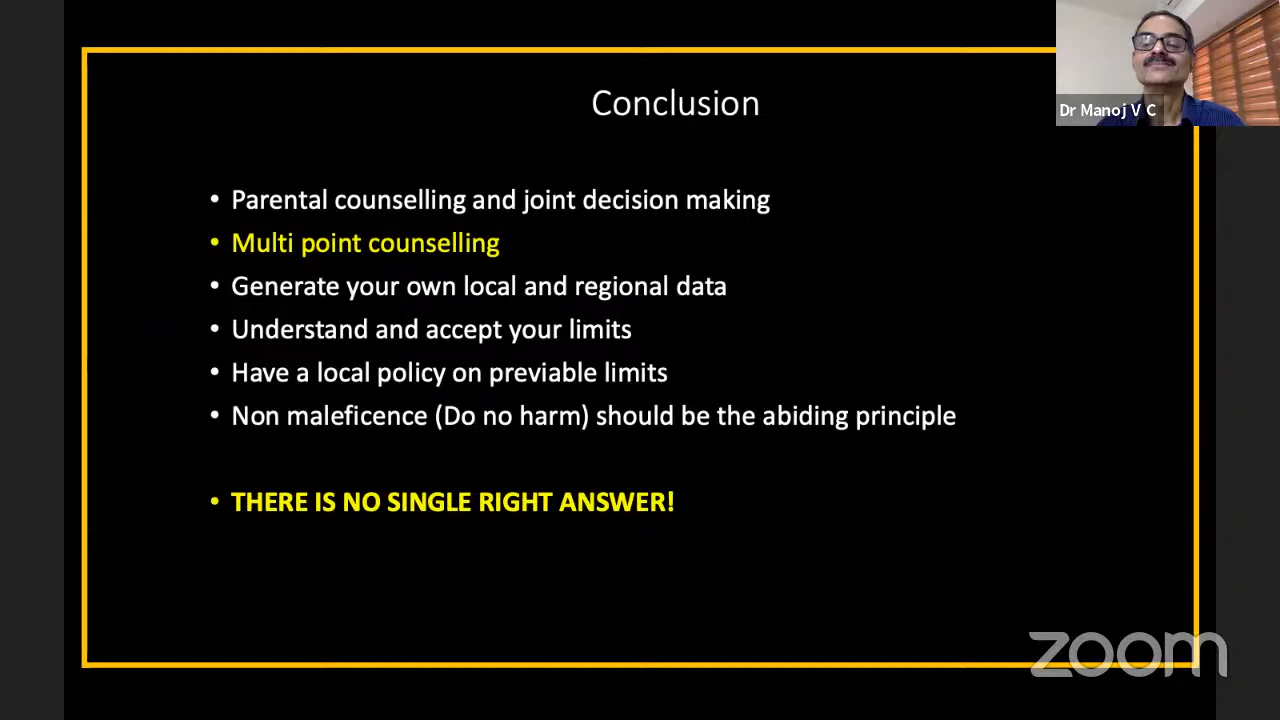 Conclusion
Dr Manoj V C
• Parental counselling and joint decision making
• Multi point counselling
• Generate your own local and regional data
• Understand and accept your limits
• Have a local policy on previable limits
• Non maleficence (Do no harm) should be the abiding principle
• THERE IS NO SINGLE RIGHT ANSWER!
zoom